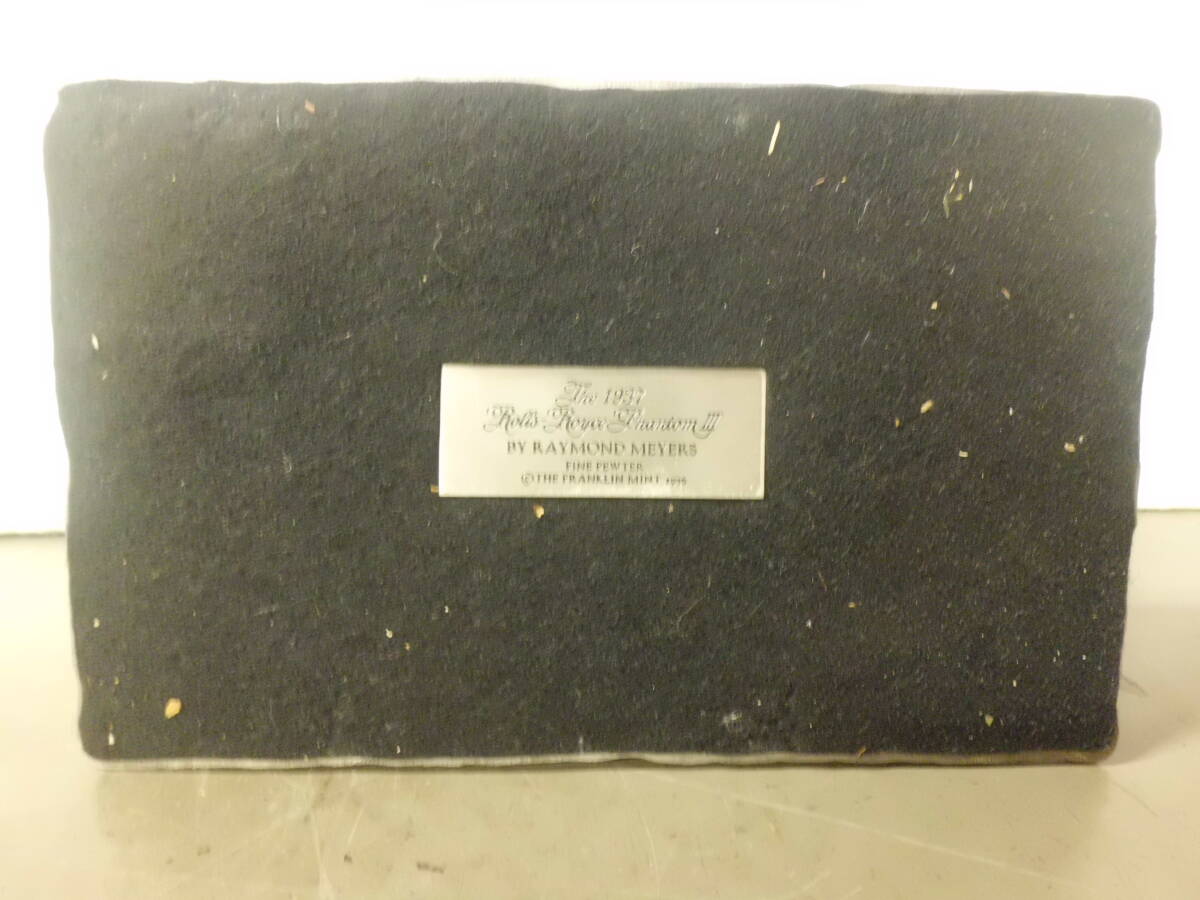 The 1937
Rolls-Royce Phantom III
BY RAYMOND MEYERS
FINE PEWTER
©THE FRANKLIN MINT